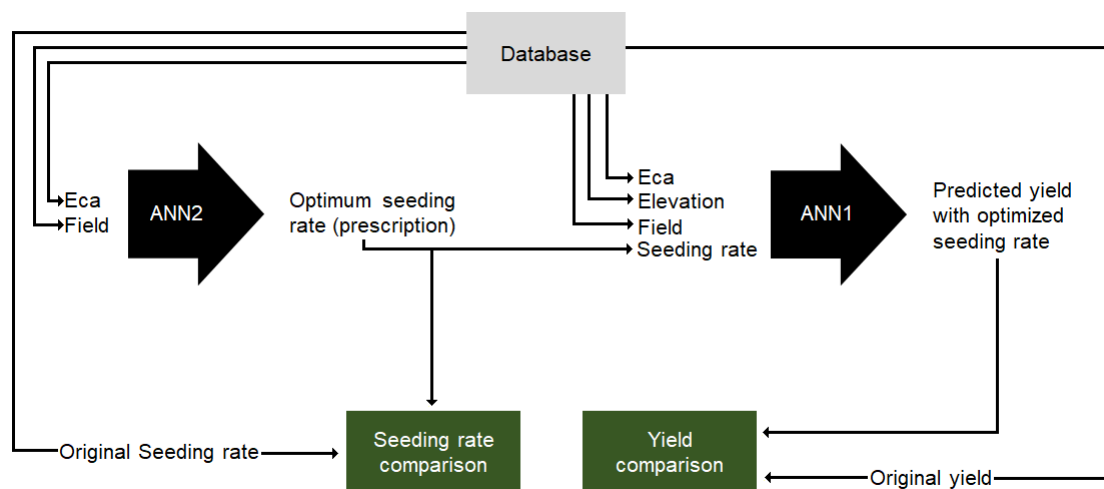 Database
Eca
Field
ANN2
Optimum seeding
rate (prescription)
Eca
Elevation
Field
Seeding rate
ANN1
Predicted yield
with optimized
seeding rate
Original Seeding rate
Seeding rate
comparison
Yield
comparison
Original yield